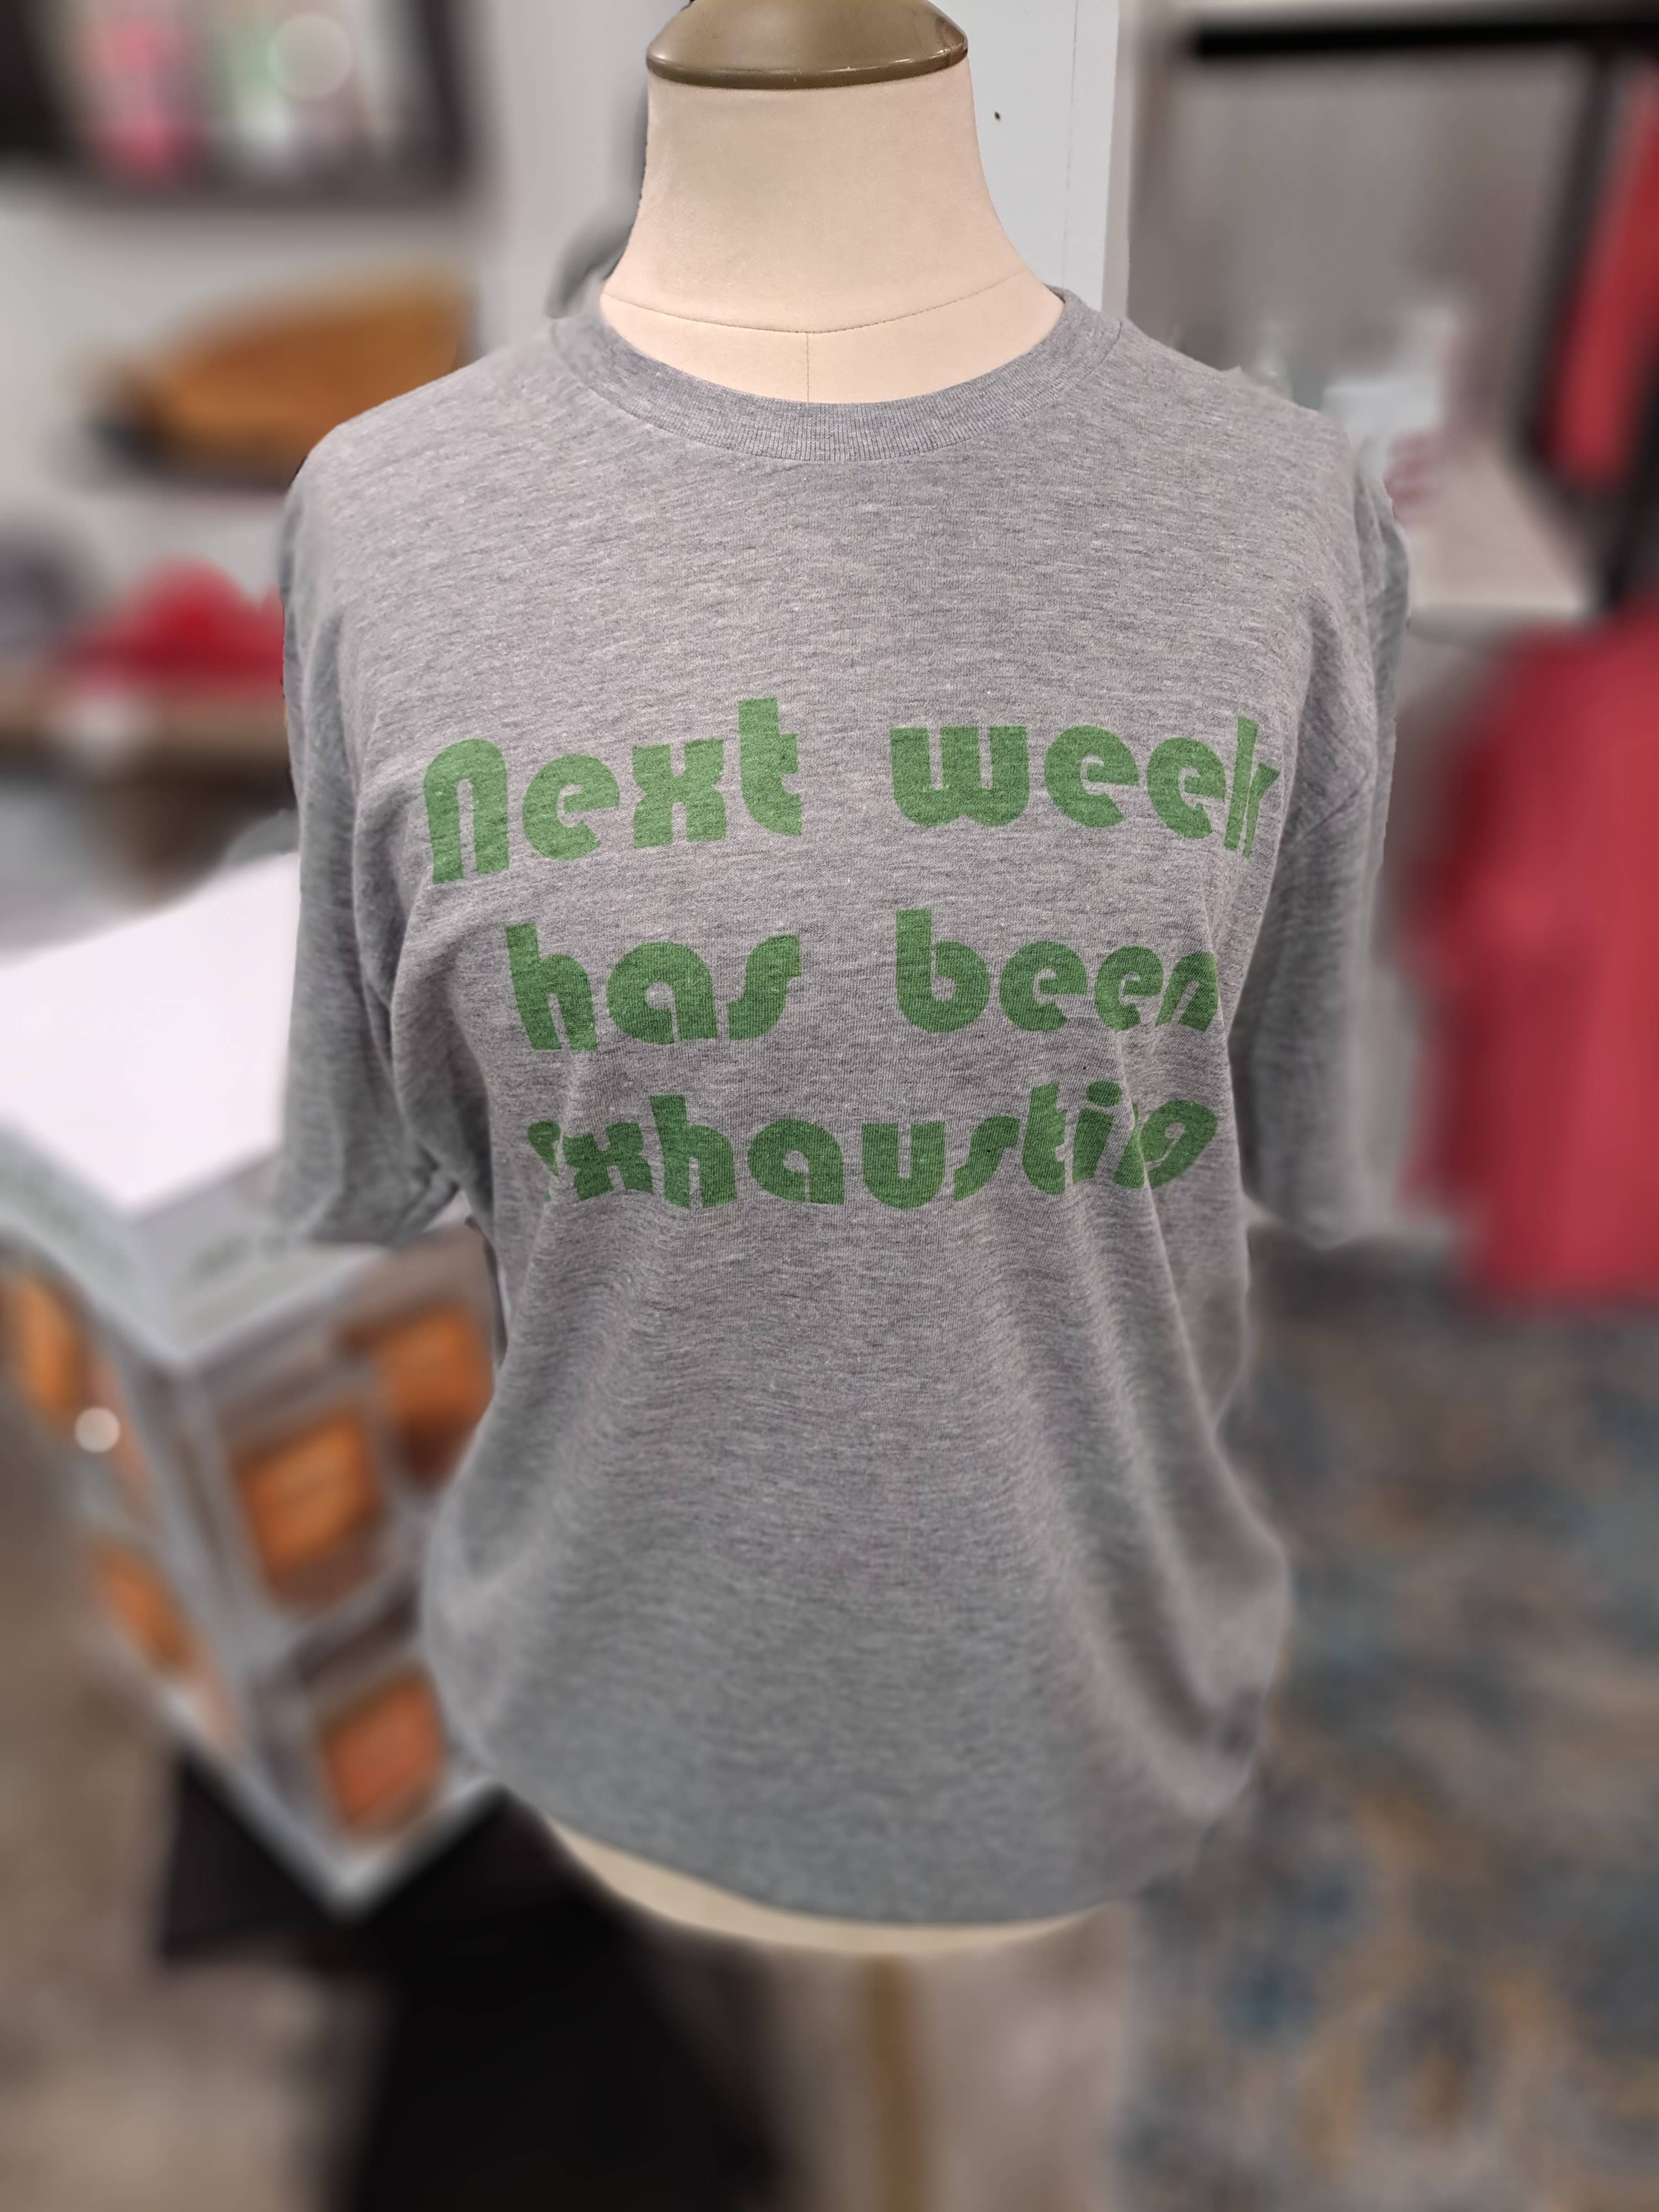 Next week
has been
exhausting